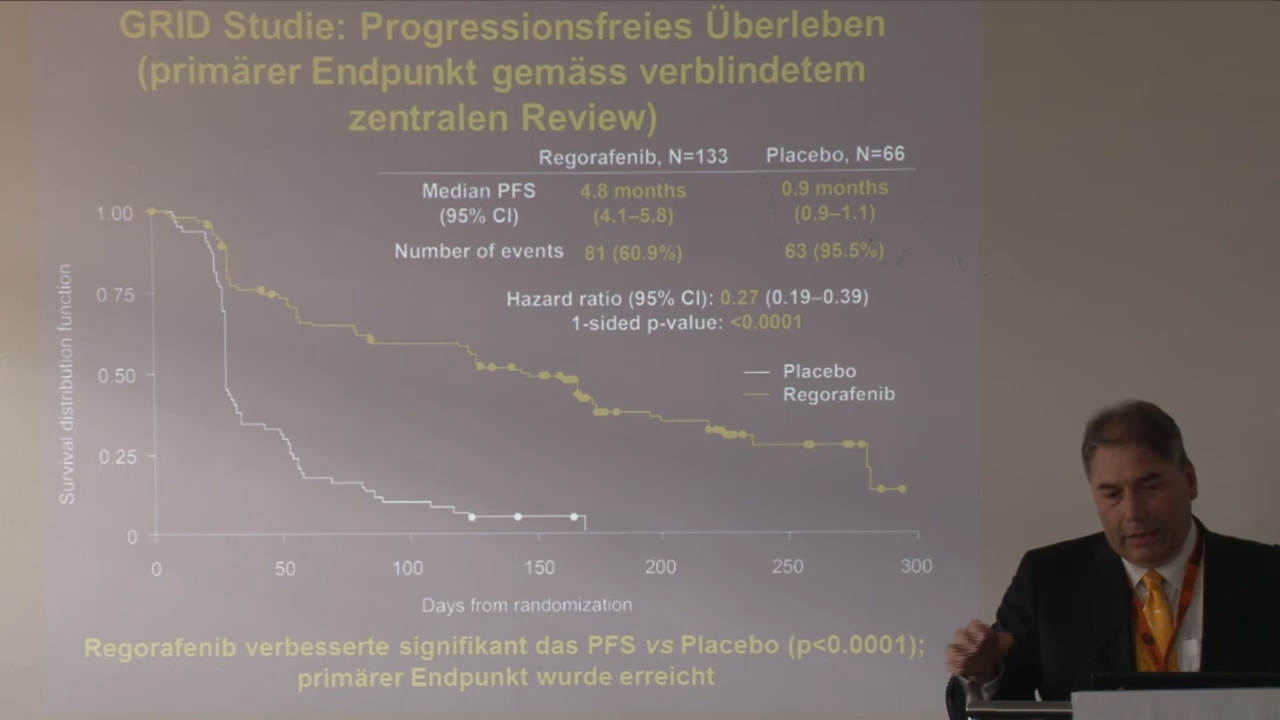 GRID Studie: Progressionsfreies Überleben
(primärer Endpunkt gemäss verblindetem
zentralen Review)
Regorafenib, N=133 Placebo, N=66
Median PFS 4.8 months 0.9 months
(95% CI) (4.1–5.8) (0.9–1.1)
Number of events 81 (60.9%) 63 (95.5%)
Hazard ratio (95% CI): 0.27 (0.19–0.39)
1-sided p-value: <0.0001
Placebo
Regorafenib
Survival distribution function
1.00
0.75
0.50
0.25
0
0 50 100 150 200 250 300
Days from randomization
Regorafenib verbesserte signifikant das PFS vs Placebo (p<0.0001);
primärer Endpunkt wurde erreicht